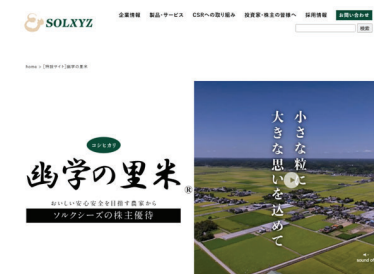 SOLXYZ
企業情報 製品・サービス CSRへの取り組み 投資家・株主の皆様へ 採用情報 お問い合わせ
検索
Home > [特設サイト]幽学の里米
コシヒカリ
幽学の里米®
おいしい安心安全を目指す農家から
ソルクシーズの株主優待
小さな粒に
大きな思いを込めて
sound of